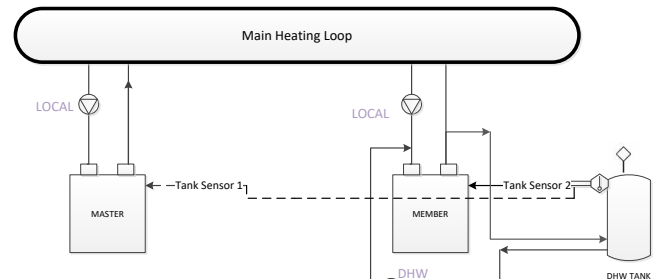 Main Heating Loop
LOCAL
LOCAL
Tank Sensor 1
Tank Sensor 2
MASTER
MEMBER
DHW
DHW TANK